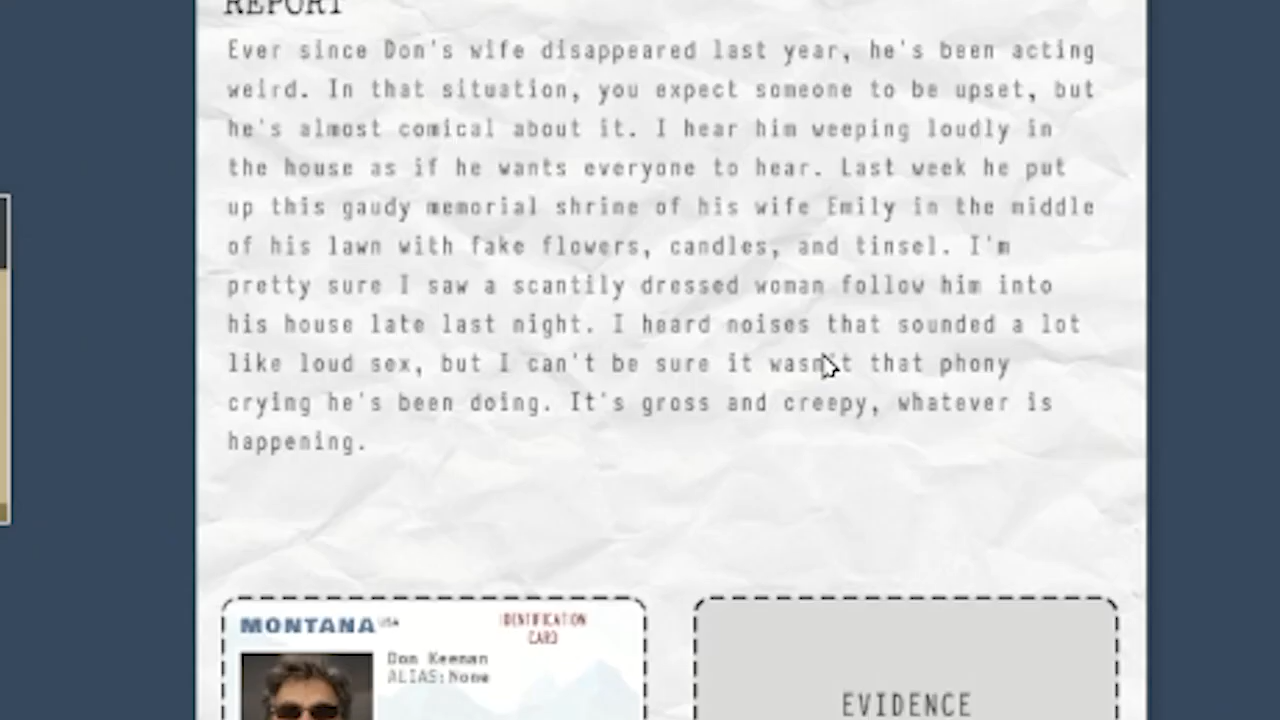 REPORT
Ever since Don's wife disappeared last year, he's been acting
weird. In that situation, you expect someone to be upset, but
he's almost comical about it. I hear him weeping loudly in
the house as if he wants everyone to hear. Last week he put
up this gaudy memorial shrine of his wife Emily in the middle
of his lawn with fake flowers, candles, and tinsel. I'm
pretty sure I saw a scantily dressed woman follow him into
his house late last night. I heard noises that sounded a lot
like loud sex, but I can't be sure it wasn't that phony
crying he's been doing. It's gross and creepy, whatever is
happening.
MONTANA USA
IDENTIFICATION
CARD
Don Keenan
ALIAS: None
EVIDENCE